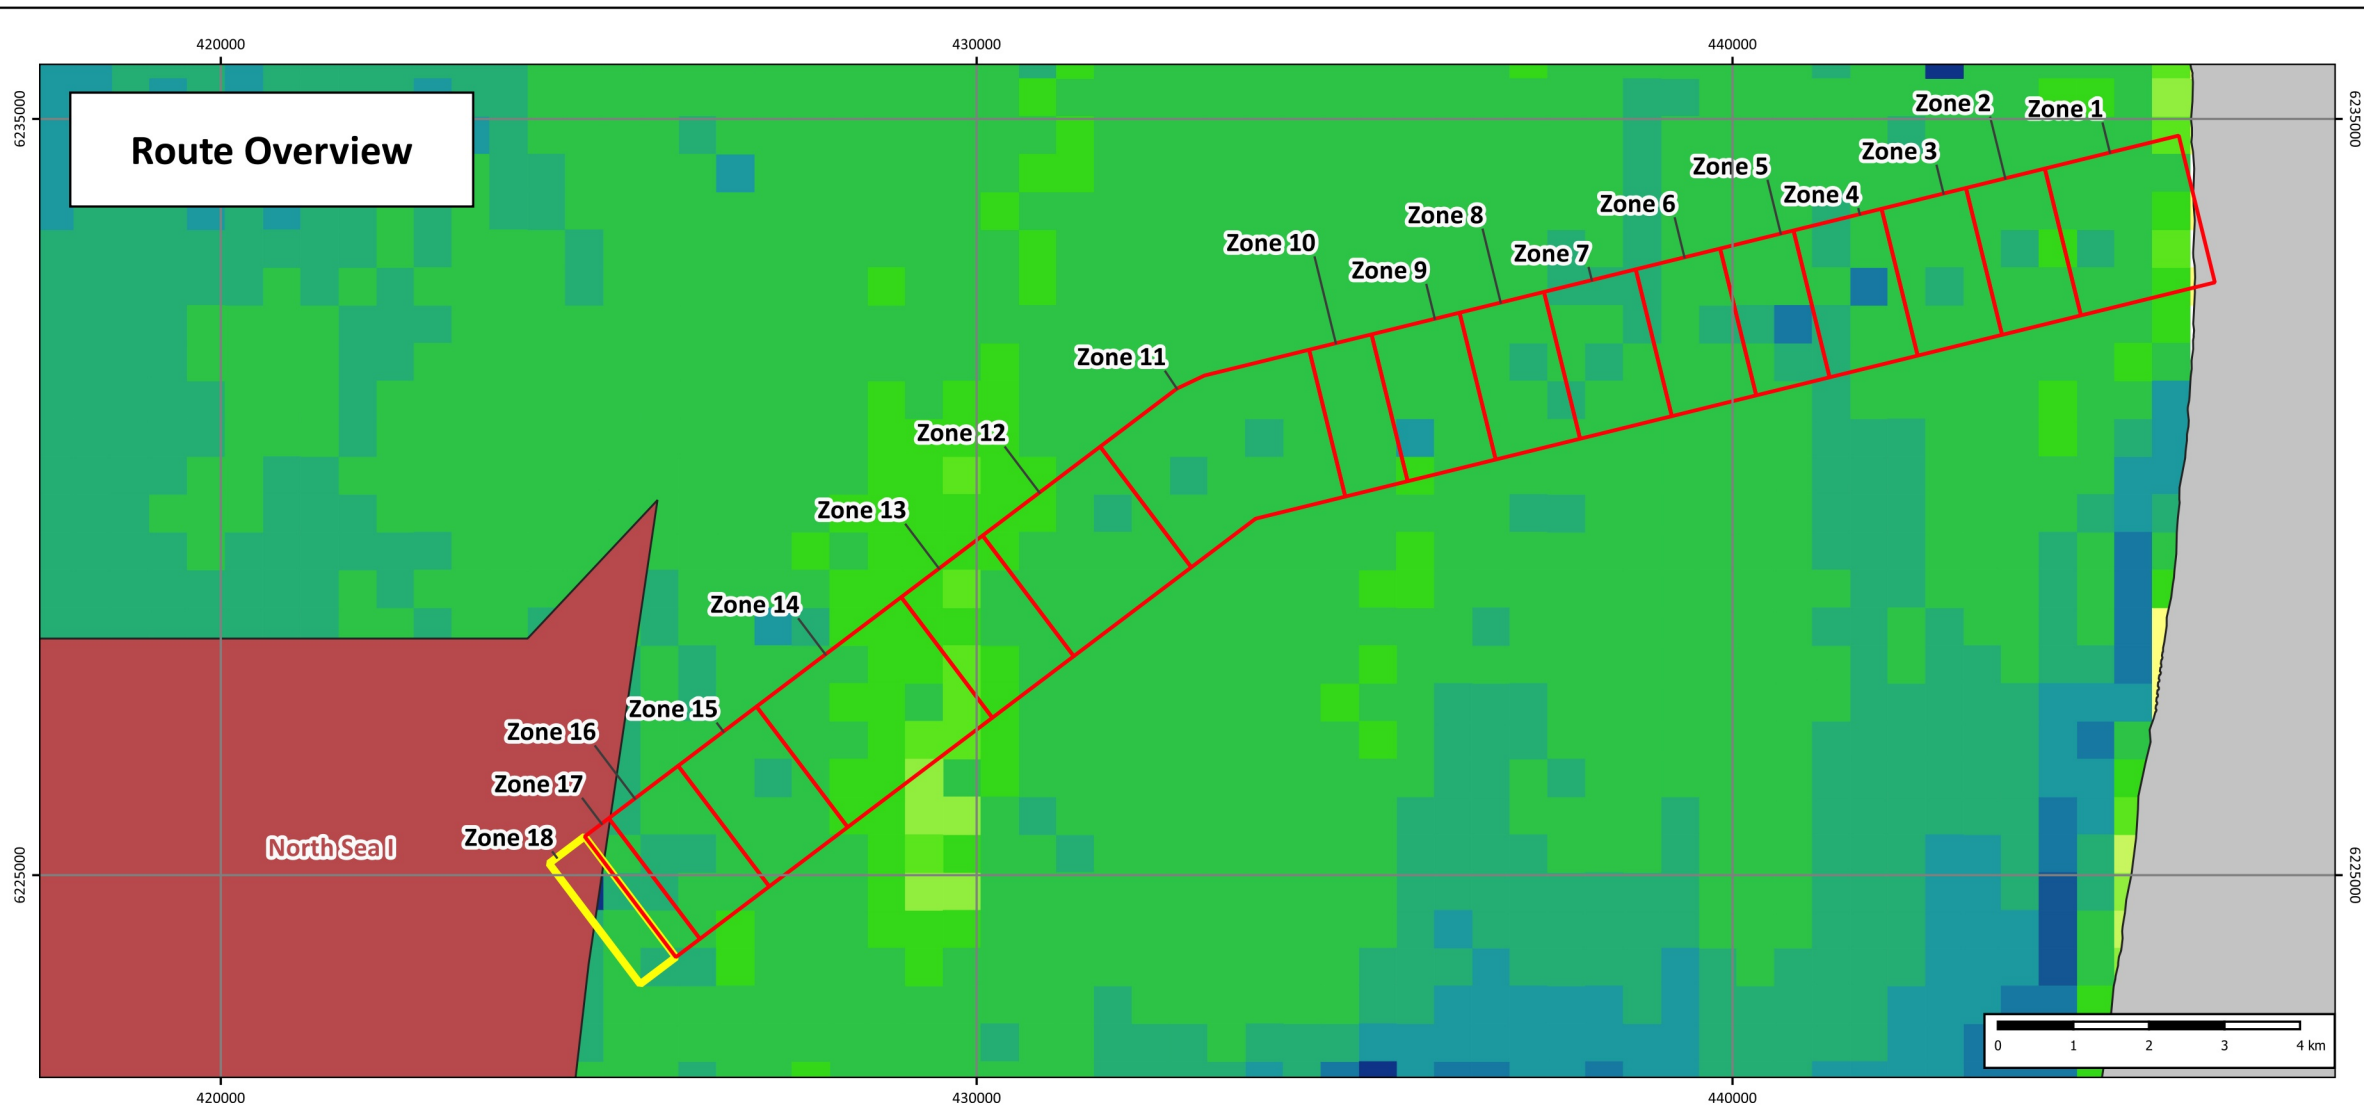 420000
430000
440000
6235000
Route Overview
6235000
Zone 2
Zone 1
Zone 3
Zone 5
Zone 4
Zone 6
Zone 8
Zone 10
Zone 7
Zone 9
Zone 11
Zone 12
Zone 13
Zone 14
Zone 15
Zone 16
Zone 17
Zone 18
North Sea I
6225000
6225000
0 1 2 3 4 km
420000
430000
440000